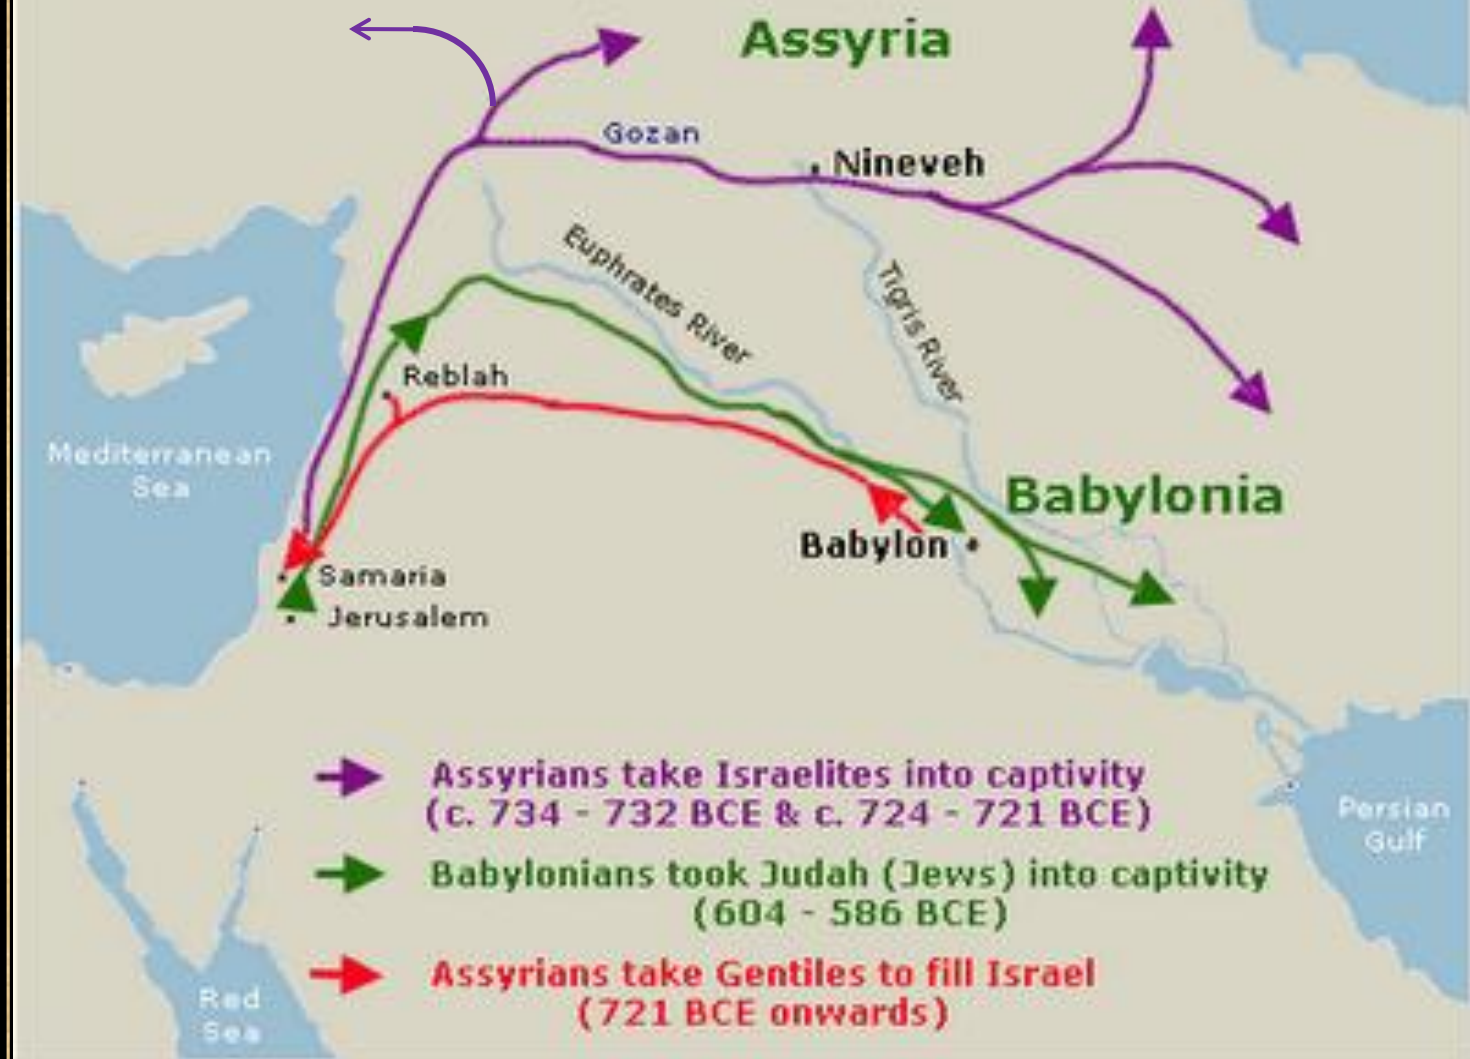 Assyria
Gozan
Nineveh
Euphrates River
Tigris River
Reblah
Mediterranean
Sea
Babylonia
Babylon
Samaria
Jerusalem
Assyrians take Israelites into captivity
(c. 734 - 732 BCE & c. 724 - 721 BCE)
Persian
Gulf
Babylonians took Judah (Jews) into captivity
(604 - 586 BCE)
Assyrians take Gentiles to fill Israel
(721 BCE onwards)
Red
Sea